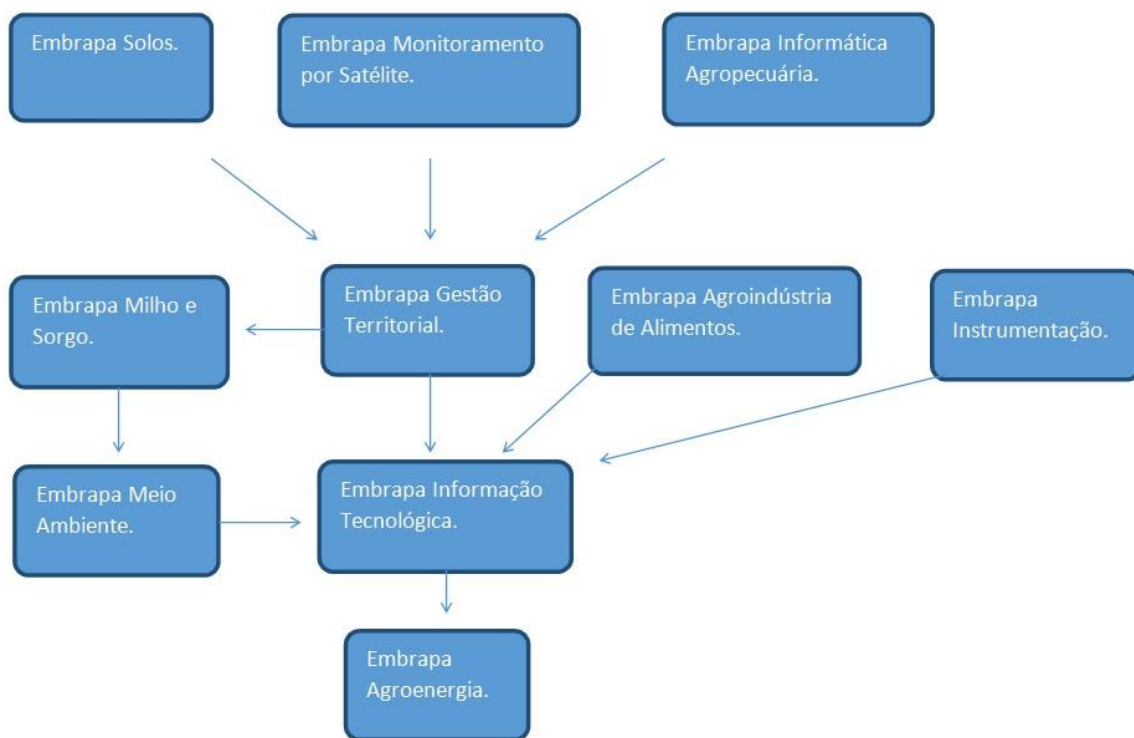 Embrapa Solos.
Embrapa Monitoramento
por Satélite.
Embrapa Informática
Agropecuária.
Embrapa Milho e
Sorgo.
Embrapa Gestão
Territorial.
Embrapa Agroindústria
de Alimentos.
Embrapa
Instrumentação.
Embrapa Meio
Ambiente.
Embrapa Informação
Tecnológica.
Embrapa
Agroenergia.